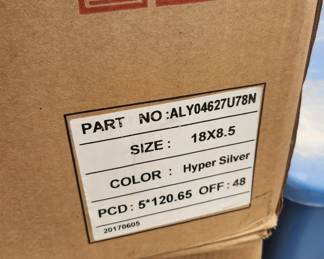 PART NO:ALY04627U78N
SIZE: 18X8.5
COLOR: Hyper Silver
PCD: 5*120.65 OFF: 48
20170605